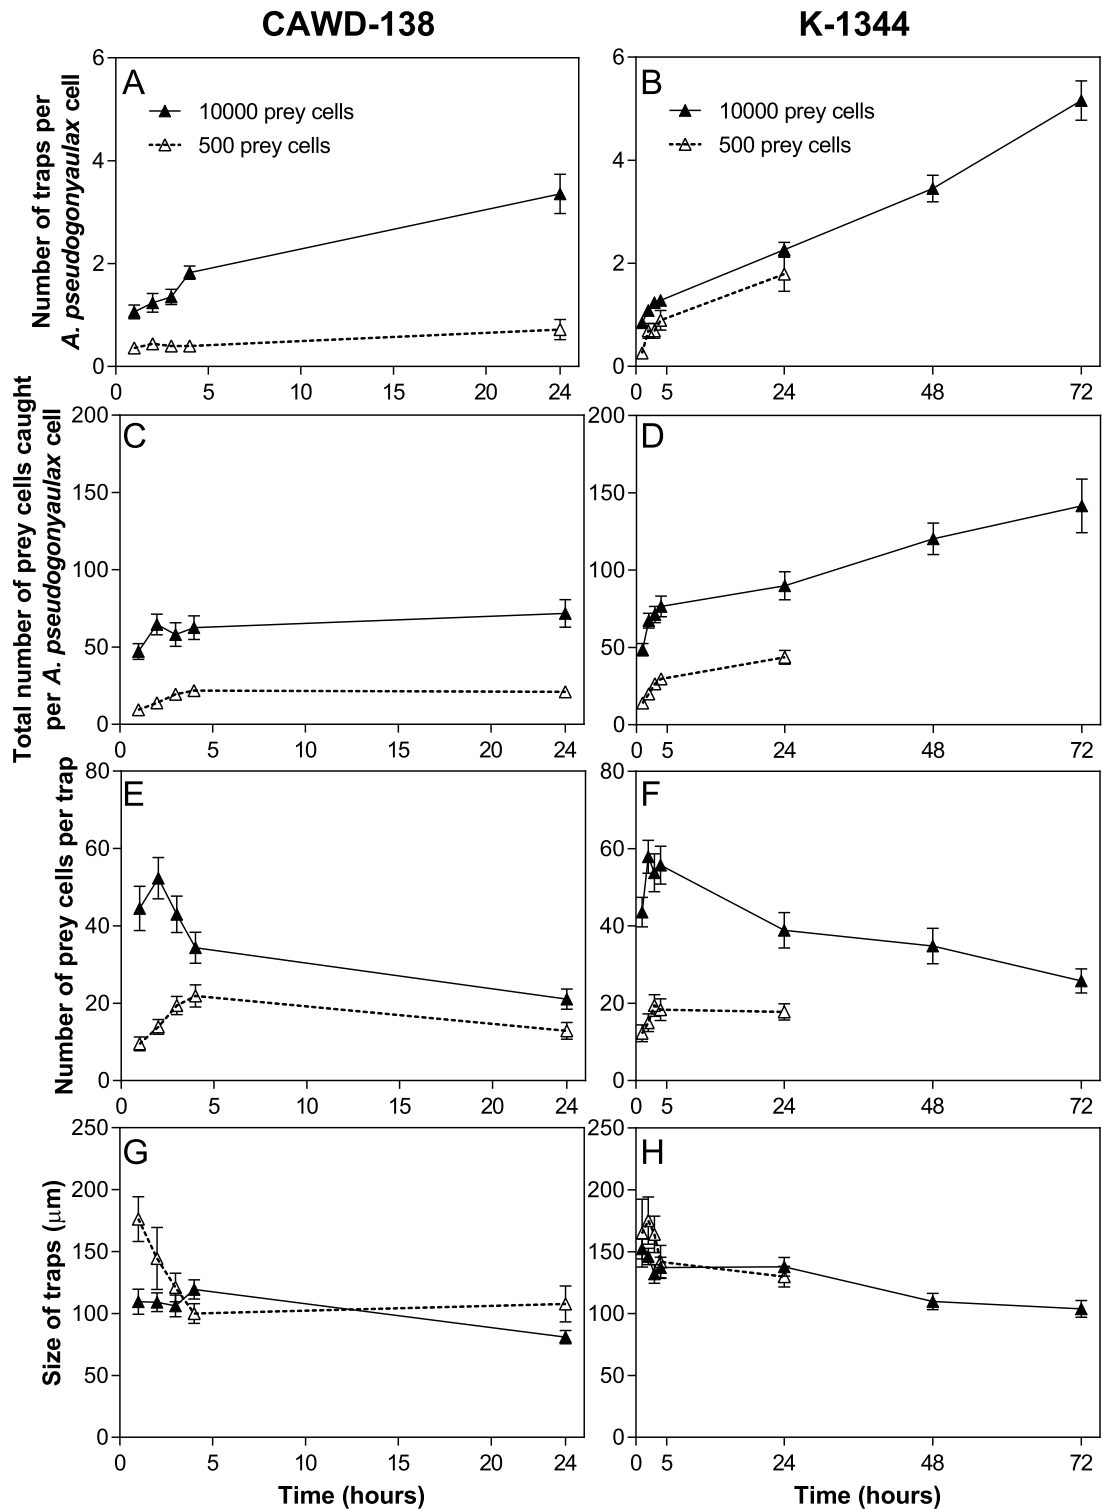 CAWD-138
K-1344
Number of traps per
A. pseudogonyaulax cell
A
10000 prey cells
500 prey cells
6
4
2
0
0 5 10 15 20 24
B
10000 prey cells
500 prey cells
6
4
2
0
0 5 24 48 72
Total number of prey cells caught
per A. pseudogonyaulax cell
C
200
150
100
50
0
0 5 10 15 20 24
D
200
150
100
50
0
0 5 24 48 72
Number of prey cells per trap
E
80
60
40
20
0
0 5 10 15 20 24
F
80
60
40
20
0
0 5 24 48 72
Size of traps (μm)
G
250
200
150
100
50
0
0 5 10 15 20 24
Time (hours)
H
250
200
150
100
50
0
0 5 24 48 72
Time (hours)